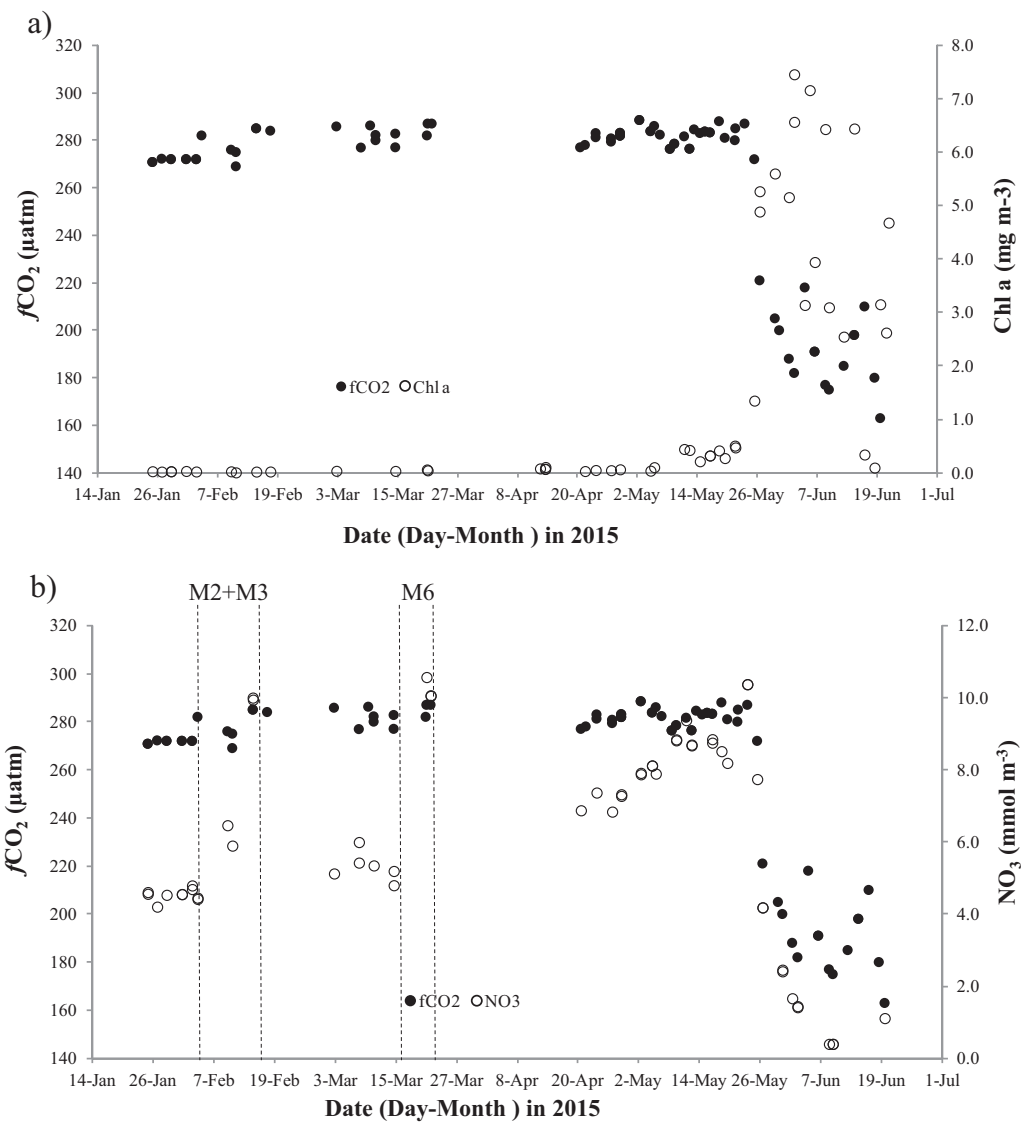 a)
320
300
280
260
240
220
200
180
160
140
fCO2 (µatm)
8.0
7.0
6.0
5.0
4.0
3.0
2.0
1.0
0.0
Chl a (mg m-3)
fCO2 Chl a
14-Jan 26-Jan 7-Feb 19-Feb 3-Mar 15-Mar 27-Mar 8-Apr 20-Apr 2-May 14-May 26-May 7-Jun 19-Jun 1-Jul
Date (Day-Month ) in 2015
b)
M2+M3 M6
320
300
280
260
240
220
200
180
160
140
fCO2 (µatm)
12.0
10.0
8.0
6.0
4.0
2.0
0.0
NO3 (mmol m-3)
fCO2 NO3
14-Jan 26-Jan 7-Feb 19-Feb 3-Mar 15-Mar 27-Mar 8-Apr 20-Apr 2-May 14-May 26-May 7-Jun 19-Jun 1-Jul
Date (Day-Month ) in 2015